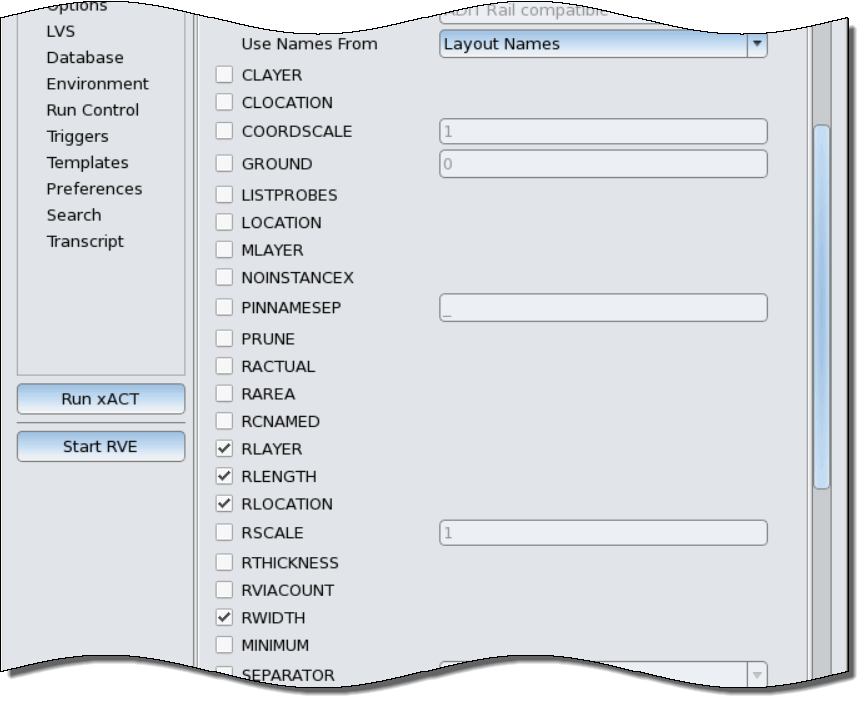 Options
LVS
Database
Environment
Run Control
Triggers
Templates
Preferences
Search
Transcript
Run xACT
Start RVE
Rail compatible
Use Names From Layout Names
CLAYER
CLOCATION
COORDSCALE 1
GROUND 0
LISTPROBES
LOCATION
MLAYER
NOINSTANCEX
PINNAMESEP _
PRUNE
RACTUAL
RAREA
RCNAMED
RLAYER
RLENGTH
RLOCATION
RSCALE 1
RTHICKNESS
RVIACOUNT
RWIDTH
MINIMUM
SEPARATOR